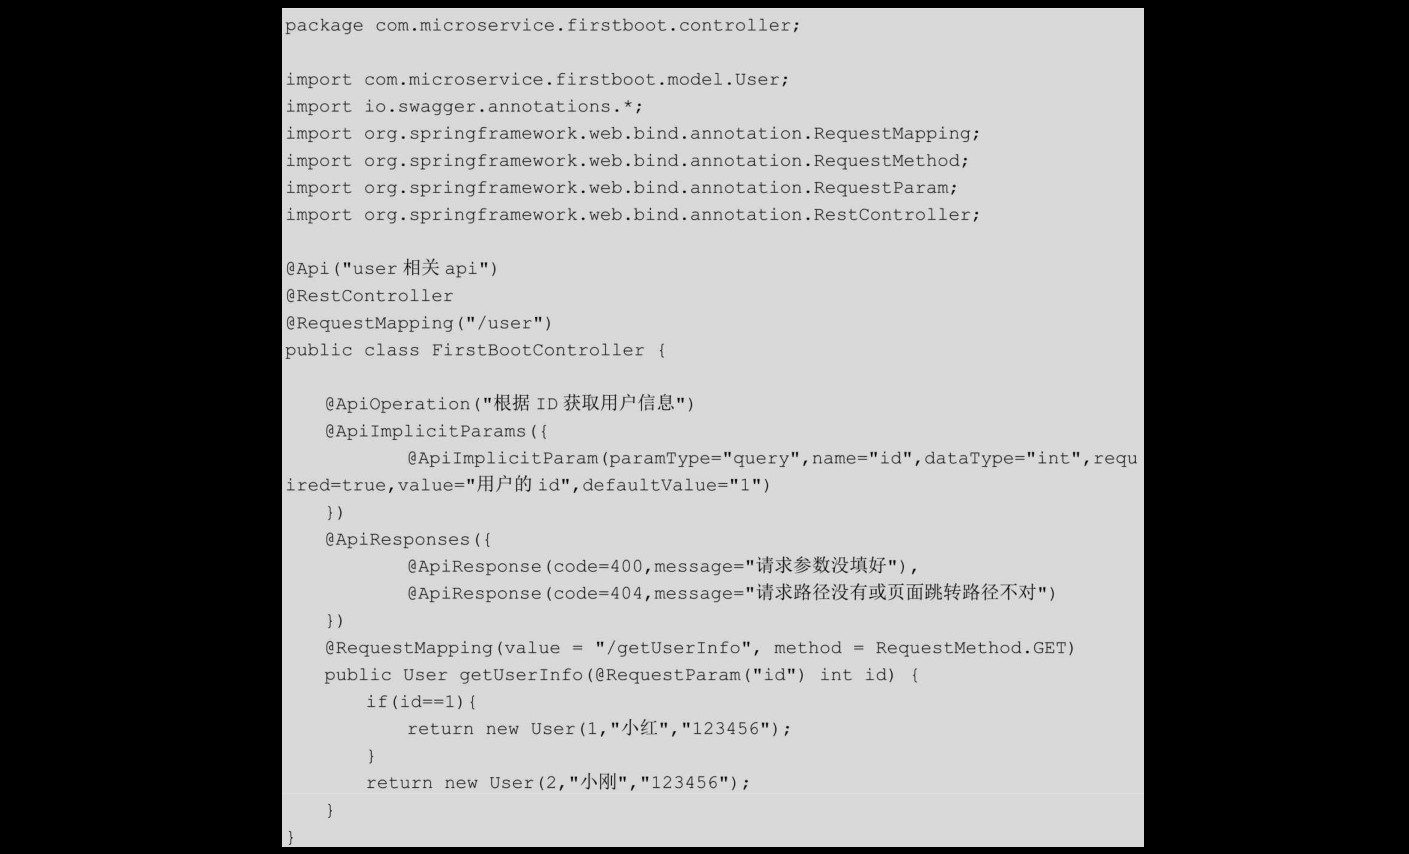 package com.microservice.firstboot.controller;
import com.microservice.firstboot.model.User;
import io.swagger.annotations.*;
import org.springframework.web.bind.annotation.RequestMapping;
import org.springframework.web.bind.annotation.RequestMethod;
import org.springframework.web.bind.annotation.RequestParam;
import org.springframework.web.bind.annotation.RestController;
@Api("user 相关 api")
@RestController
@RequestMapping("/user")
public class FirstBootController {
@ApiOperation("根据 ID 获取用户信息")
@ApiImplicitParams({
@ApiImplicitParam(paramType="query",name="id",dataType="int",requ
ired=true,value="用户的 id",defaultValue="1")
})
@ApiResponses({
@ApiResponse(code=400,message="请求参数没填好"),
@ApiResponse(code=404,message="请求路径没有或页面跳转路径不对")
})
@RequestMapping(value = "/getUserInfo", method = RequestMethod.GET)
public User getUserInfo(@RequestParam("id") int id) {
if(id==1){
return new User(1,"小红","123456");
}
return new User(2,"小刚","123456");
}
}